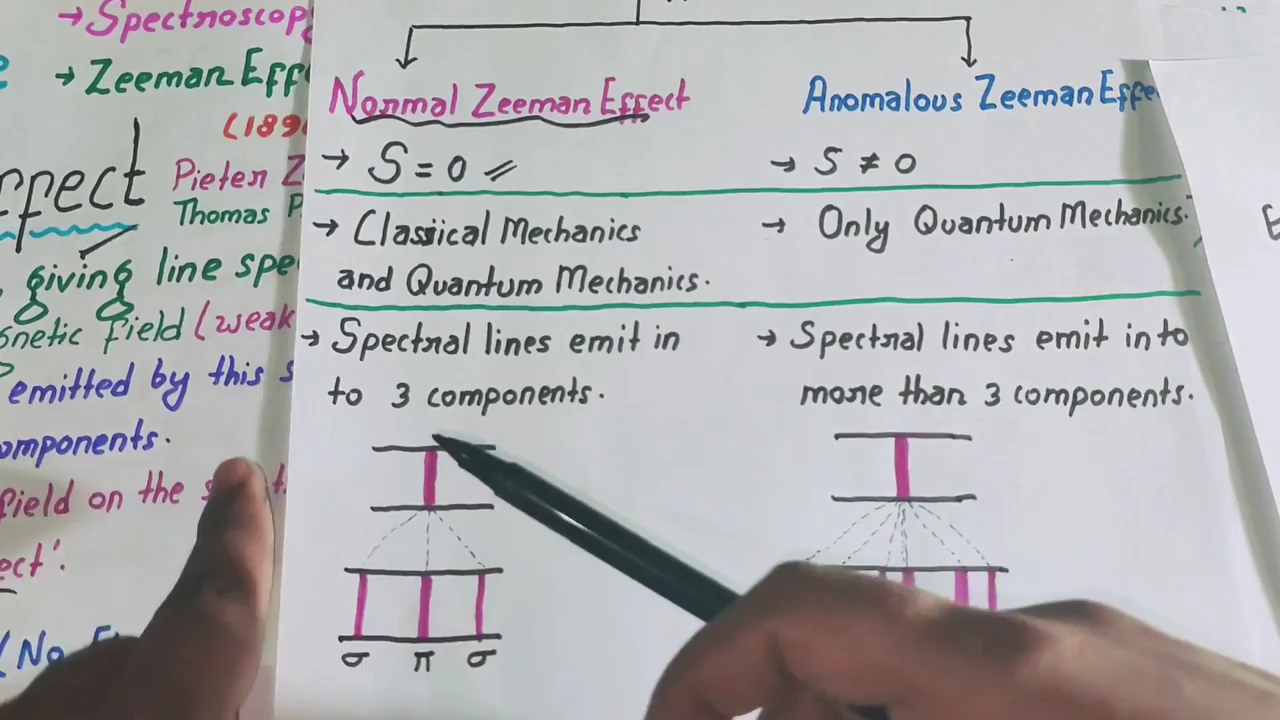 → Spectroscop
→ Zeeman Eff
(189
ffect
Pieter Z
Thomas P
giving line spe
netic field (weak
emitted by this s
omponents.
field on the
ect'.
(No
Normal Zeeman Effect
→ S = 0
→ Classical Mechanics
and Quantum Mechanics.
→ Spectral lines emit in
to 3 components.
σ π σ
Anomalous Zeeman Effe
→ S ≠ 0
→ Only Quantum Mechanics.
→ Spectral lines emit into
more than 3 components.